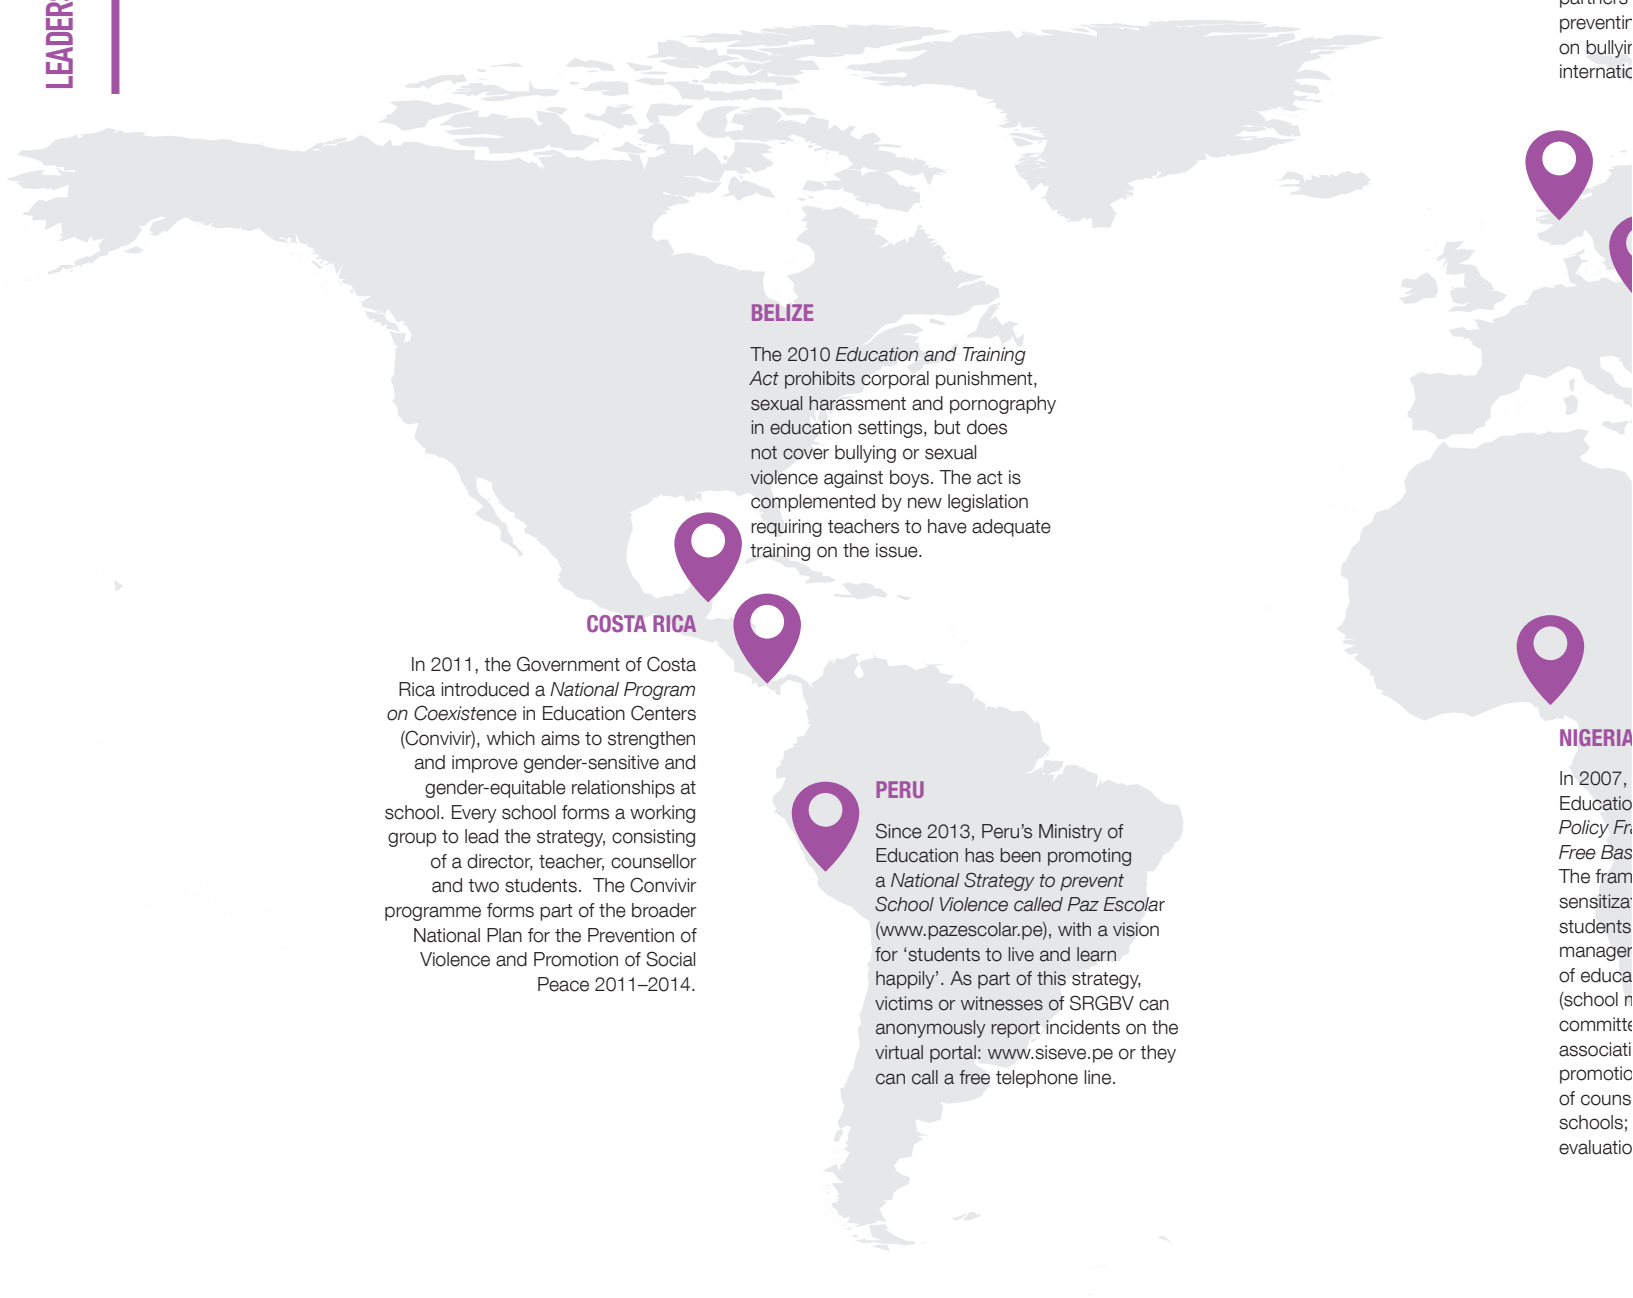 LEADERS
partners
on bullyin
internatio
BELIZE
The 2010 Education and Training
Act prohibits corporal punishment,
sexual harassment and pornography
in education settings, but does
not cover bullying or sexual
violence against boys. The act is
complemented by new legislation
requiring teachers to have adequate
training on the issue.
COSTA RICA
In 2011, the Government of Costa
Rica introduced a National Program
on Coexistence in Education Centers
(Convivir), which aims to strengthen
and improve gender-sensitive and
gender-equitable relationships at
school. Every school forms a working
group to lead the strategy, consisting
of a director, teacher, counsellor
and two students. The Convivir
programme forms part of the broader
National Plan for the Prevention of
Violence and Promotion of Social
Peace 2011–2014.
PERU
Since 2013, Peru's Ministry of
Education has been promoting
a National Strategy to prevent
School Violence called Paz Escolar
(www.pazescolar.pe), with a vision
for 'students to live and learn
happily'. As part of this strategy,
victims or witnesses of SRGBV can
anonymously report incidents on the
virtual portal: www.siseve.pe or they
can call a free telephone line.
NIGERIA
In 2007,
Educatio
Policy Fra
Free Bas
The fram
sensitiza
students
manager
of educa
(school m
committe
associati
promotio
of couns
schools;
evaluatio